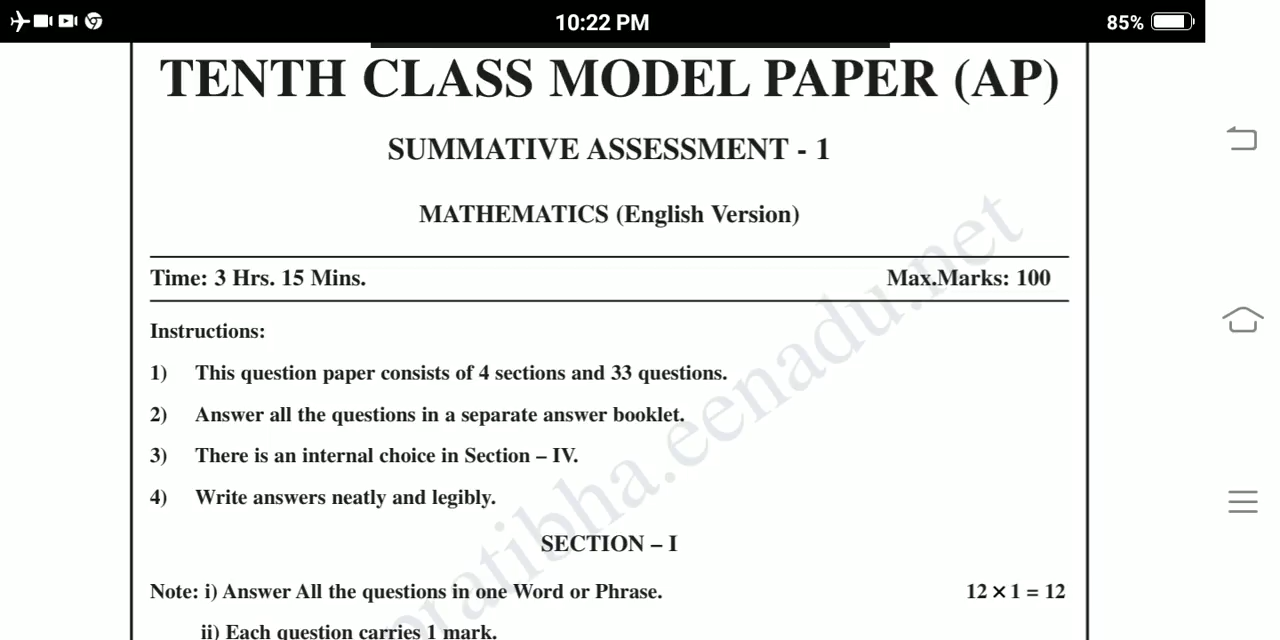 10:22 PM
85%
TENTH CLASS MODEL PAPER (AP)
SUMMATIVE ASSESSMENT - 1
MATHEMATICS (English Version)
Time: 3 Hrs. 15 Mins.
Max.Marks: 100
Instructions:
1) This question paper consists of 4 sections and 33 questions.
2) Answer all the questions in a separate answer booklet.
3) There is an internal choice in Section – IV.
4) Write answers neatly and legibly.
SECTION – I
Note: i) Answer All the questions in one Word or Phrase.
12 × 1 = 12
ii) Each question carries 1 mark.
pratibha.eenadu.net